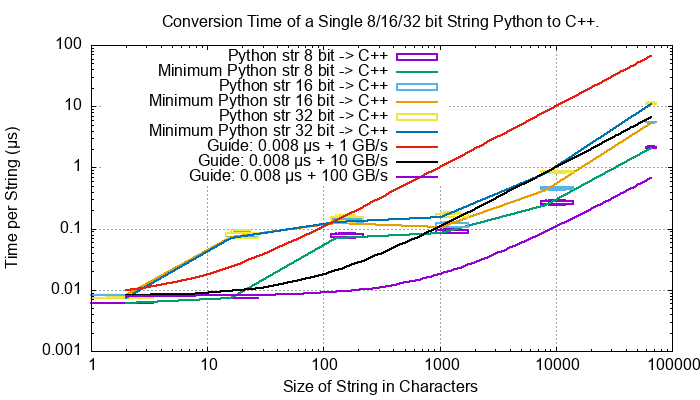 Conversion Time of a Single 8/16/32 bit String Python to C++.
Time per String (µs)
100
10
1
0.1
0.01
0.001
Python str 8 bit -> C++
Minimum Python str 8 bit -> C++
Python str 16 bit -> C++
Minimum Python str 16 bit -> C++
Python str 32 bit -> C++
Minimum Python str 32 bit -> C++
Guide: 0.008 µs + 1 GB/s
Guide: 0.008 µs + 10 GB/s
Guide: 0.008 µs + 100 GB/s
1 10 100 1000 10000 100000
Size of String in Characters